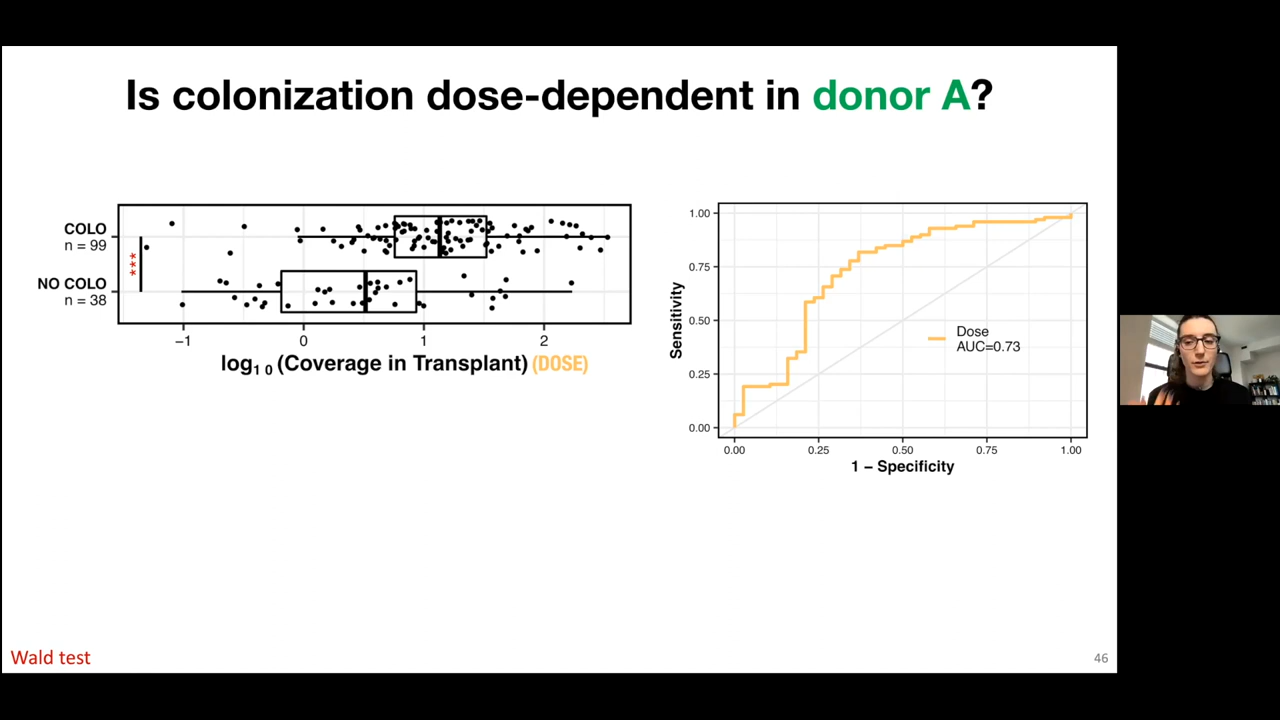 Is colonization dose-dependent in donor A?
COLO
n = 99
***
NO COLO
n = 38
−1
0
1
2
log10 (Coverage in Transplant) (DOSE)
1.00
0.75
0.50
0.25
0.00
Sensitivity
Dose
AUC=0.73
0.00
0.25
0.50
0.75
1.00
1 − Specificity
Wald test
46